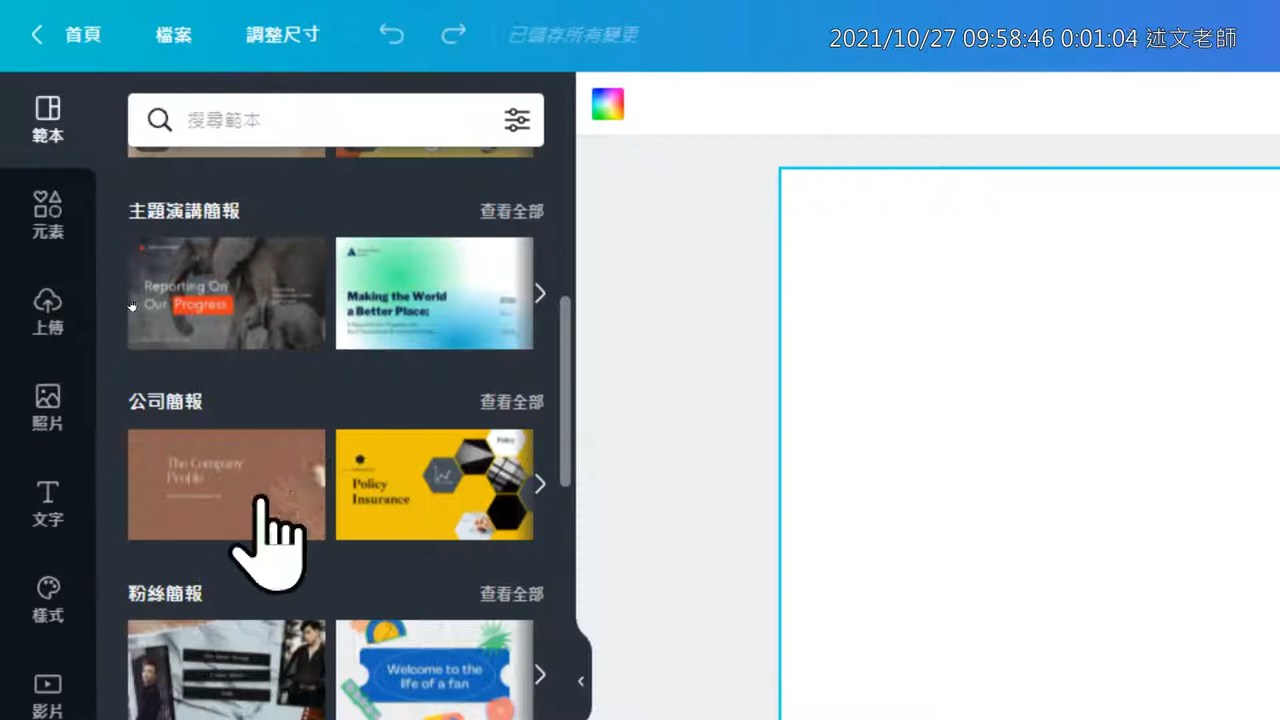 首頁 檔案 調整尺寸 已儲存所有變更
2021/10/27 09:58:46 0:01:04 述文老師
範本
搜尋範本
元素
上傳
照片
文字
樣式
影片
主題演講簡報 查看全部
Reporting On
Our Progress
Making the World
a Better Place:
公司簡報 查看全部
The Company
Profile
Policy
Policy
Insurance
粉絲簡報 查看全部
Welcome to the
life of a fan